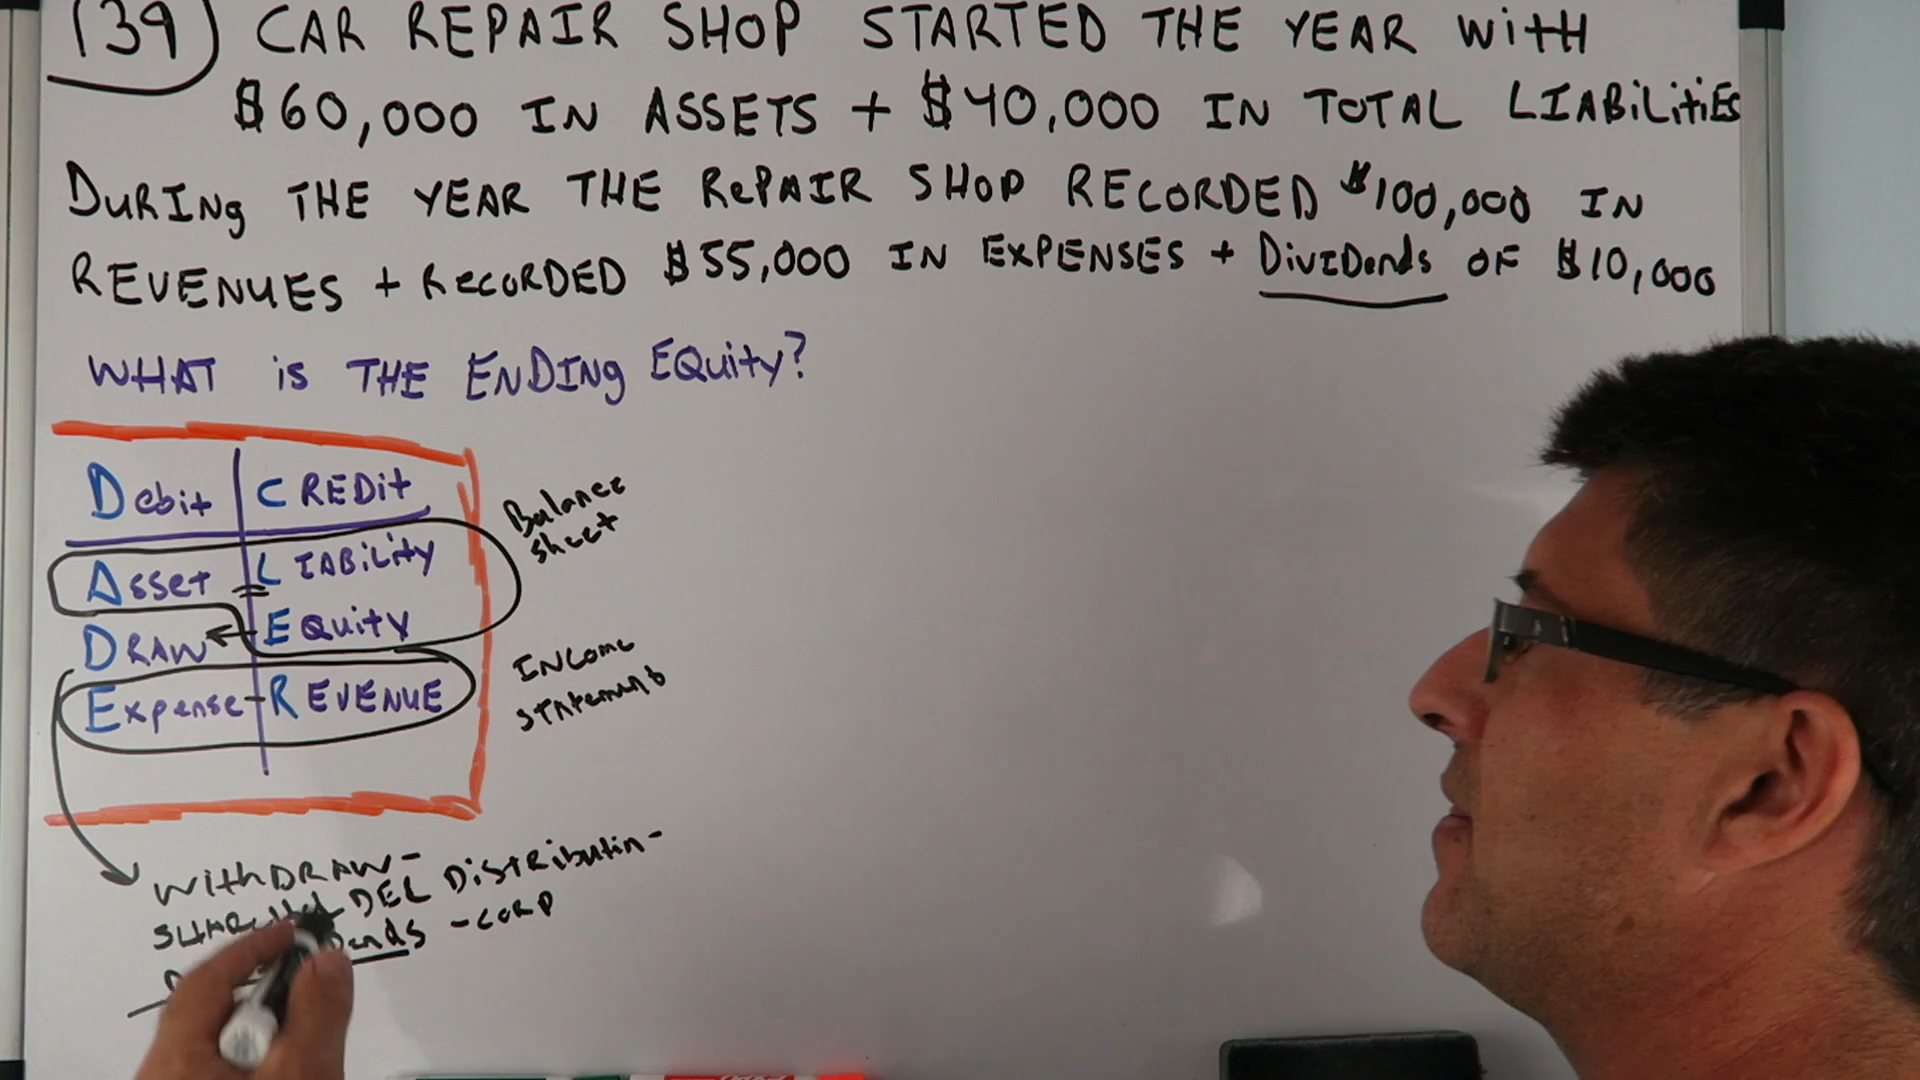 139) CAR REPAIR SHOP STARTED THE YEAR WITH
$60,000 IN ASSETS + $40,000 IN TOTAL LIABILITIES
DURING THE YEAR THE REPAIR SHOP RECORDED $100,000 IN
REVENUES + RECORDED $55,000 IN EXPENSES + DIVIDENDS OF $10,000
WHAT IS THE ENDING EQUITY?
Debit CREDIT
Asset = LIABILITY
DRAW ← EQUITY
Expense - REVENUE
Balance
sheet
INCOME
WITHDRAW -
DISTRIBUTIN -
- CORP